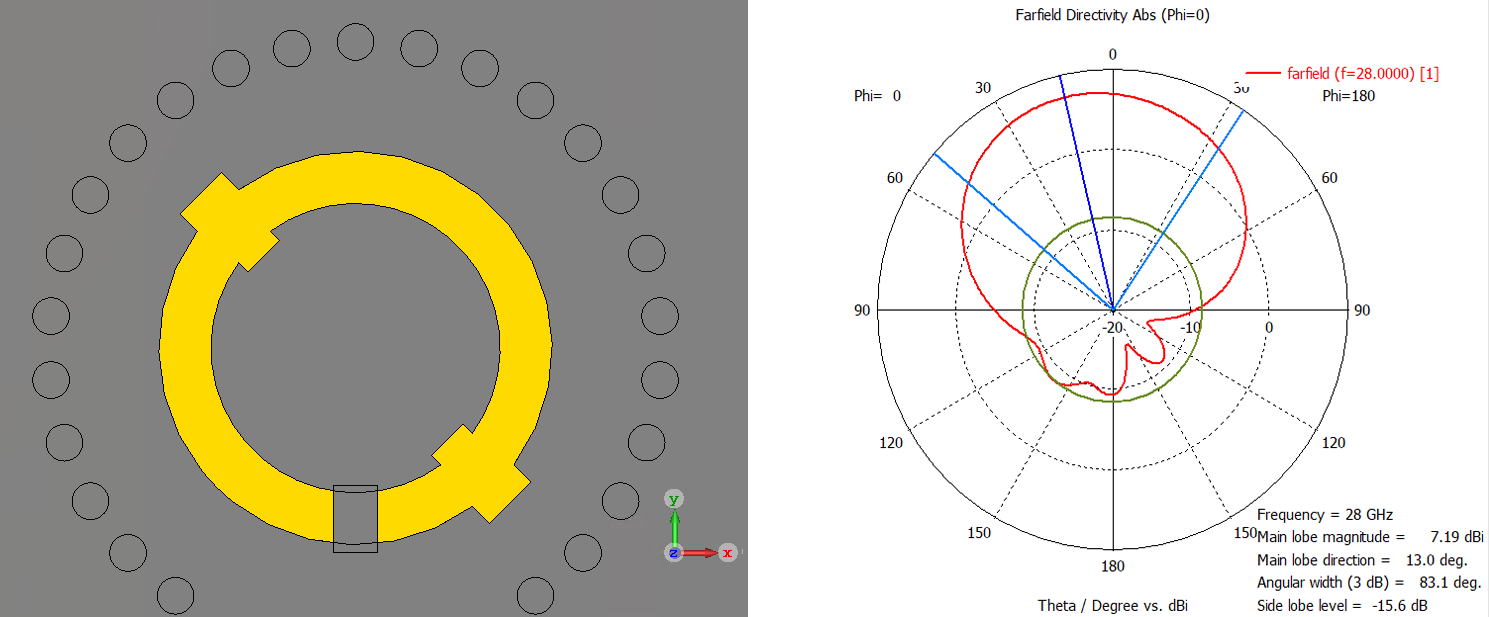 y
z
x
Farfield Directivity Abs (Phi=0)
farfield (f=28.0000) [1]
Phi= 0
Phi=180
0
30
30
60
60
90
90
-20
-10
0
120
120
150
150
180
Theta / Degree vs. dBi
Frequency = 28 GHz
Main lobe magnitude = 7.19 dBi
Main lobe direction = 13.0 deg.
Angular width (3 dB) = 83.1 deg.
Side lobe level = -15.6 dB